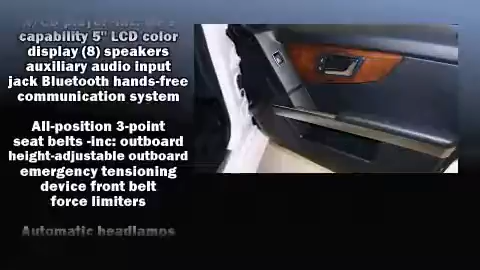 capability 5" LCD color
display (8) speakers
auxiliary audio input
jack Bluetooth hands-free
communication system
All-position 3-point
seat belts -inc: outboard
height-adjustable outboard
emergency tensioning
device front belt
force limiters
Automatic headlamps